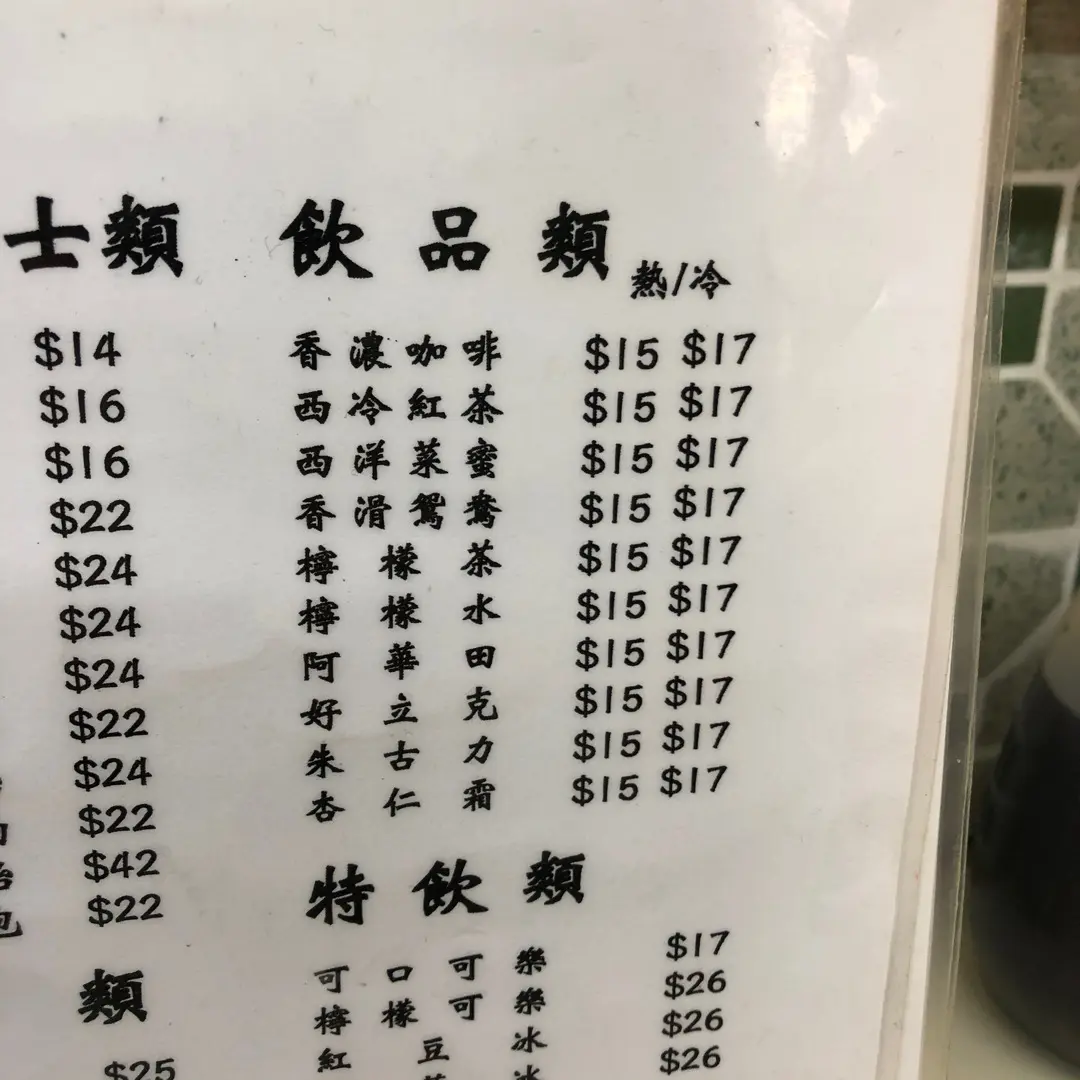 士類 飲品類 熱/冷
$14 香濃咖啡 $15 $17
$16 西冷紅茶 $15 $17
$16 西洋菜蜜 $15 $17
$22 香滑鴛鴦 $15 $17
$24 檸檬茶 $15 $17
$24 檸檬水 $15 $17
$24 阿華田 $15 $17
$22 好立克 $15 $17
$24 朱古力 $15 $17
$22 杏仁霜 $15 $17
$42
$22
特飲類
可口可樂 $17
檸檬可樂 $26
紅豆冰 $26
$26
類
$25